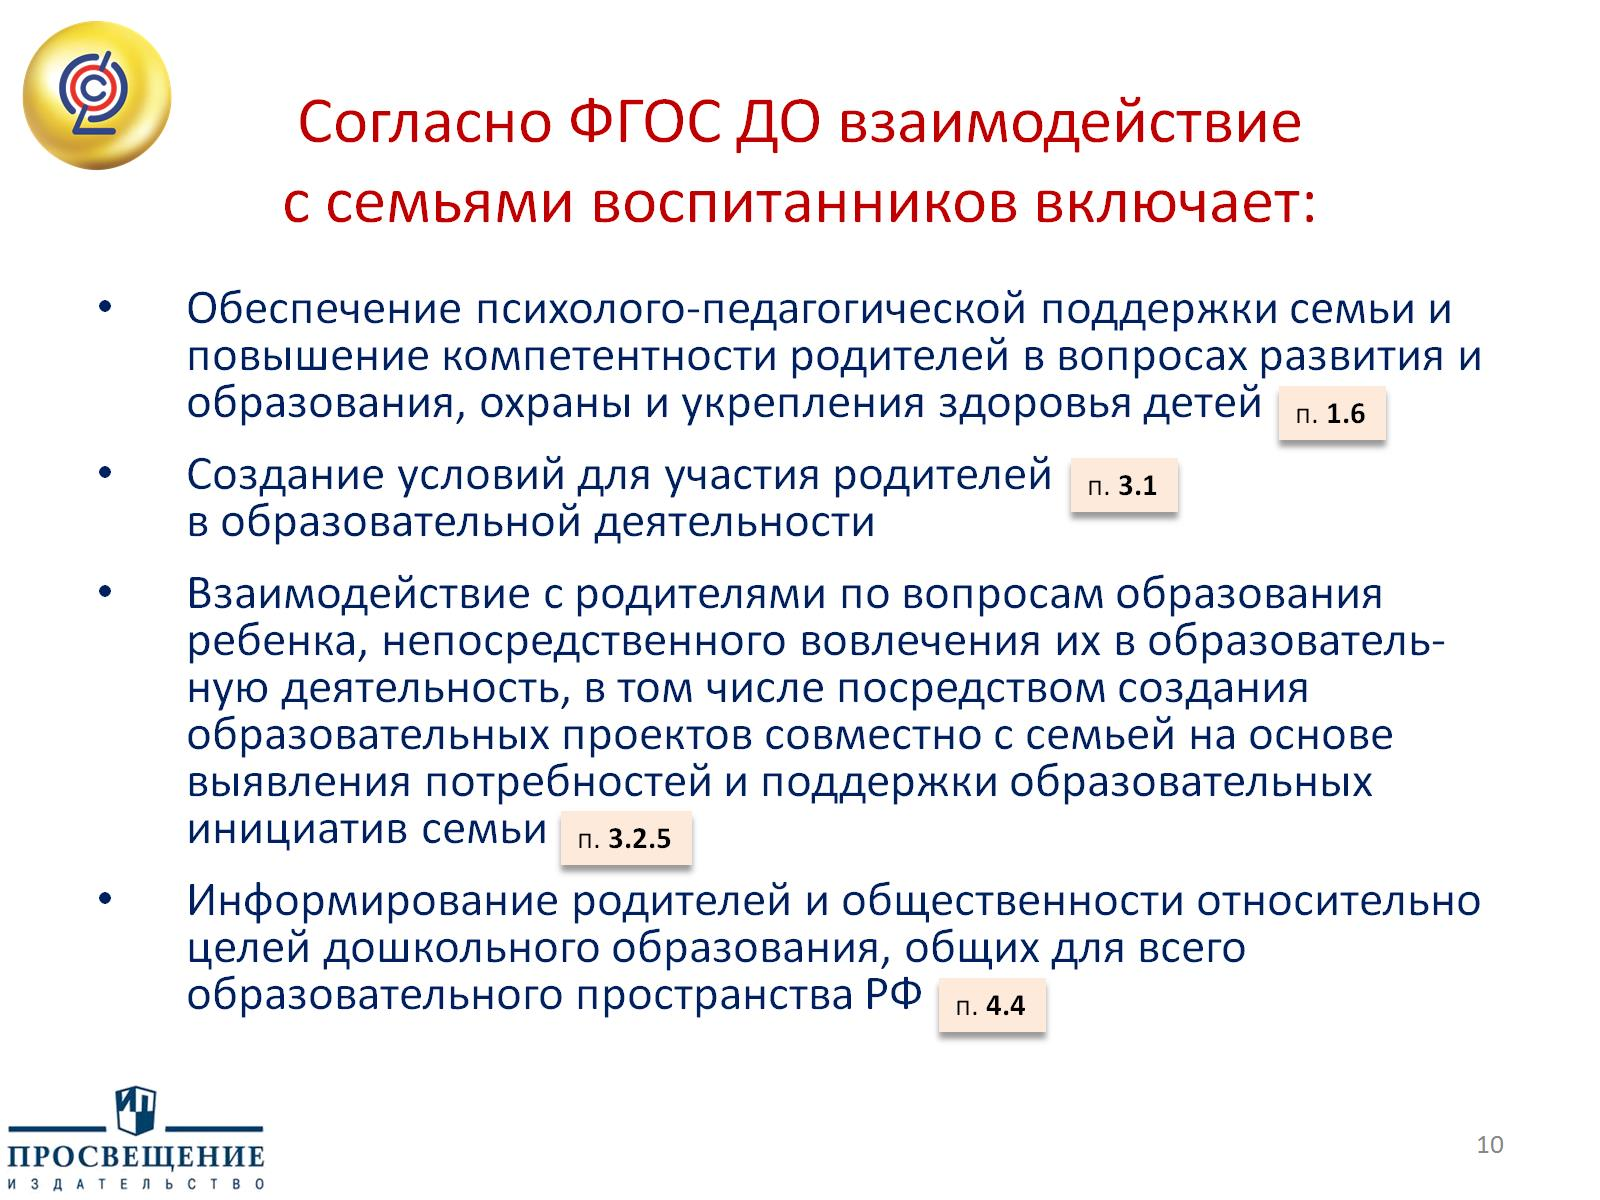 Согласно ФГОС ДО взаимодействие
с семьями воспитанников включает:
• Обеспечение психолого-педагогической поддержки семьи и
повышение компетентности родителей в вопросах развития и
образования, охраны и укрепления здоровья детей п. 1.6
• Создание условий для участия родителей п. 3.1
в образовательной деятельности
• Взаимодействие с родителями по вопросам образования
ребенка, непосредственного вовлечения их в образователь-
ную деятельность, в том числе посредством создания
образовательных проектов совместно с семьей на основе
выявления потребностей и поддержки образовательных
инициатив семьи п. 3.2.5
• Информирование родителей и общественности относительно
целей дошкольного образования, общих для всего
образовательного пространства РФ п. 4.4
ИП
ПРОСВЕЩЕНИЕ
ИЗДАТЕЛЬСТВО
10